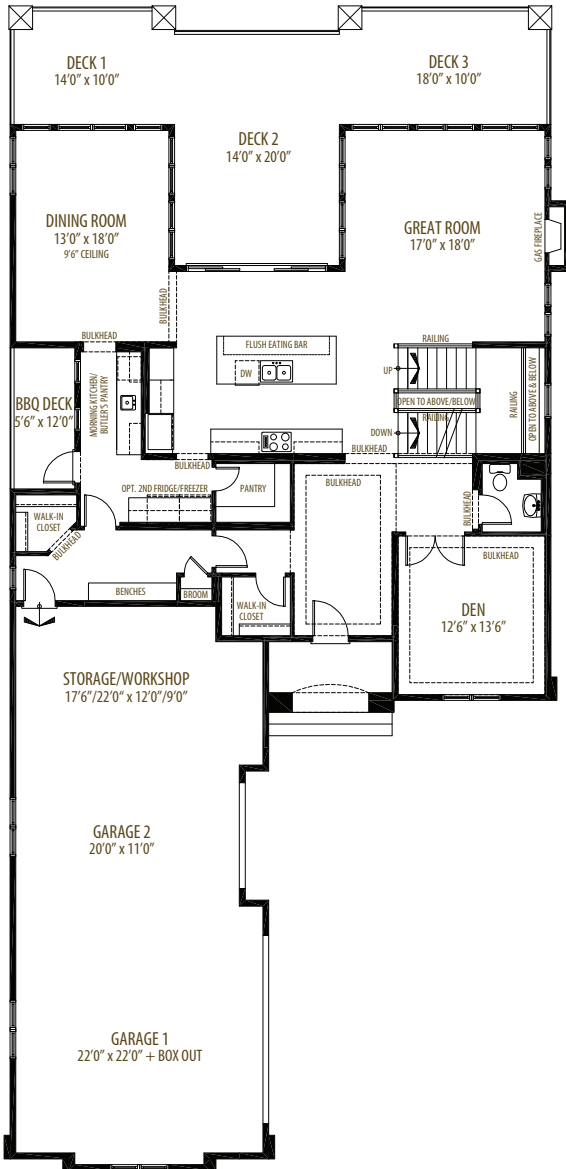 DECK 1
14'0" x 10'0"
DECK 3
18'0" x 10'0"
DECK 2
14'0" x 20'0"
DINING ROOM
13'0" x 18'0"
9'6" CEILING
GREAT ROOM
17'0" x 18'0"
GAS FIREPLACE
BULKHEAD
BULKHEAD
FLUSH EATING BAR
DW
RAILING
UP
OPEN TO ABOVE/BELOW
RAILING
DOWN
RAILING
OPEN TO ABOVE & BELOW
BBQ DECK
5'6" x 12'0"
MORNING KITCHEN/
BUTLER'S PANTRY
BULKHEAD
BULKHEAD
OPT. 2ND FRIDGE/FREEZER
PANTRY
BULKHEAD
BULKHEAD
BULKHEAD
WALK-IN
CLOSET
BULKHEAD
BENCHES
BROOM
WALK-IN
CLOSET
DEN
12'6" x 13'6"
STORAGE/WORKSHOP
17'6"/22'0" x 12'0"/9'0"
GARAGE 2
20'0" x 11'0"
GARAGE 1
22'0" x 22'0" + BOX OUT